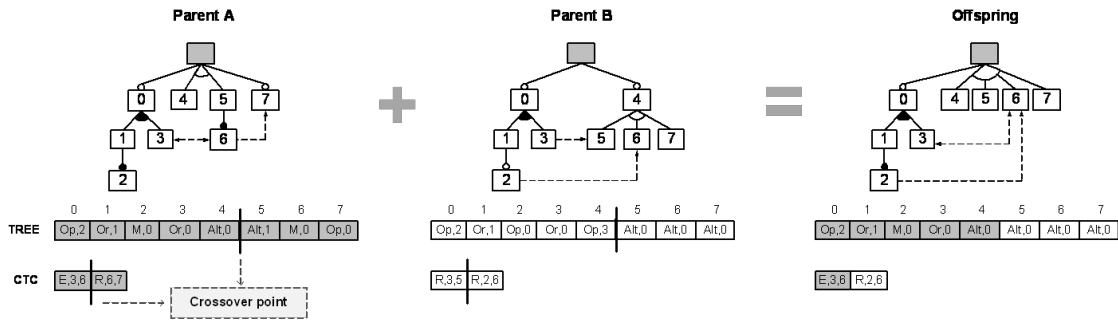 Parent A Parent B Offspring
0 4 5 7 0 4 0 4 5 6 7
1 3 6 1 3 5 6 7 1 3
2 2 2
0 1 2 3 4 5 6 7 0 1 2 3 4 5 6 7 0 1 2 3 4 5 6 7
TREE Op,2 Or,1 M,0 Or,0 Alt,0 Alt,1 M,0 Op,0 Op,2 Or,1 Op,0 Or,0 Op,3 Alt,0 Alt,0 Alt,0 Op,2 Or,1 M,0 Or,0 Alt,0 Alt,0 Alt,0 Alt,0
CTC E,3,6 R,6,7 R,3,5 R,2,6 E,3,6 R,2,6
Crossover point